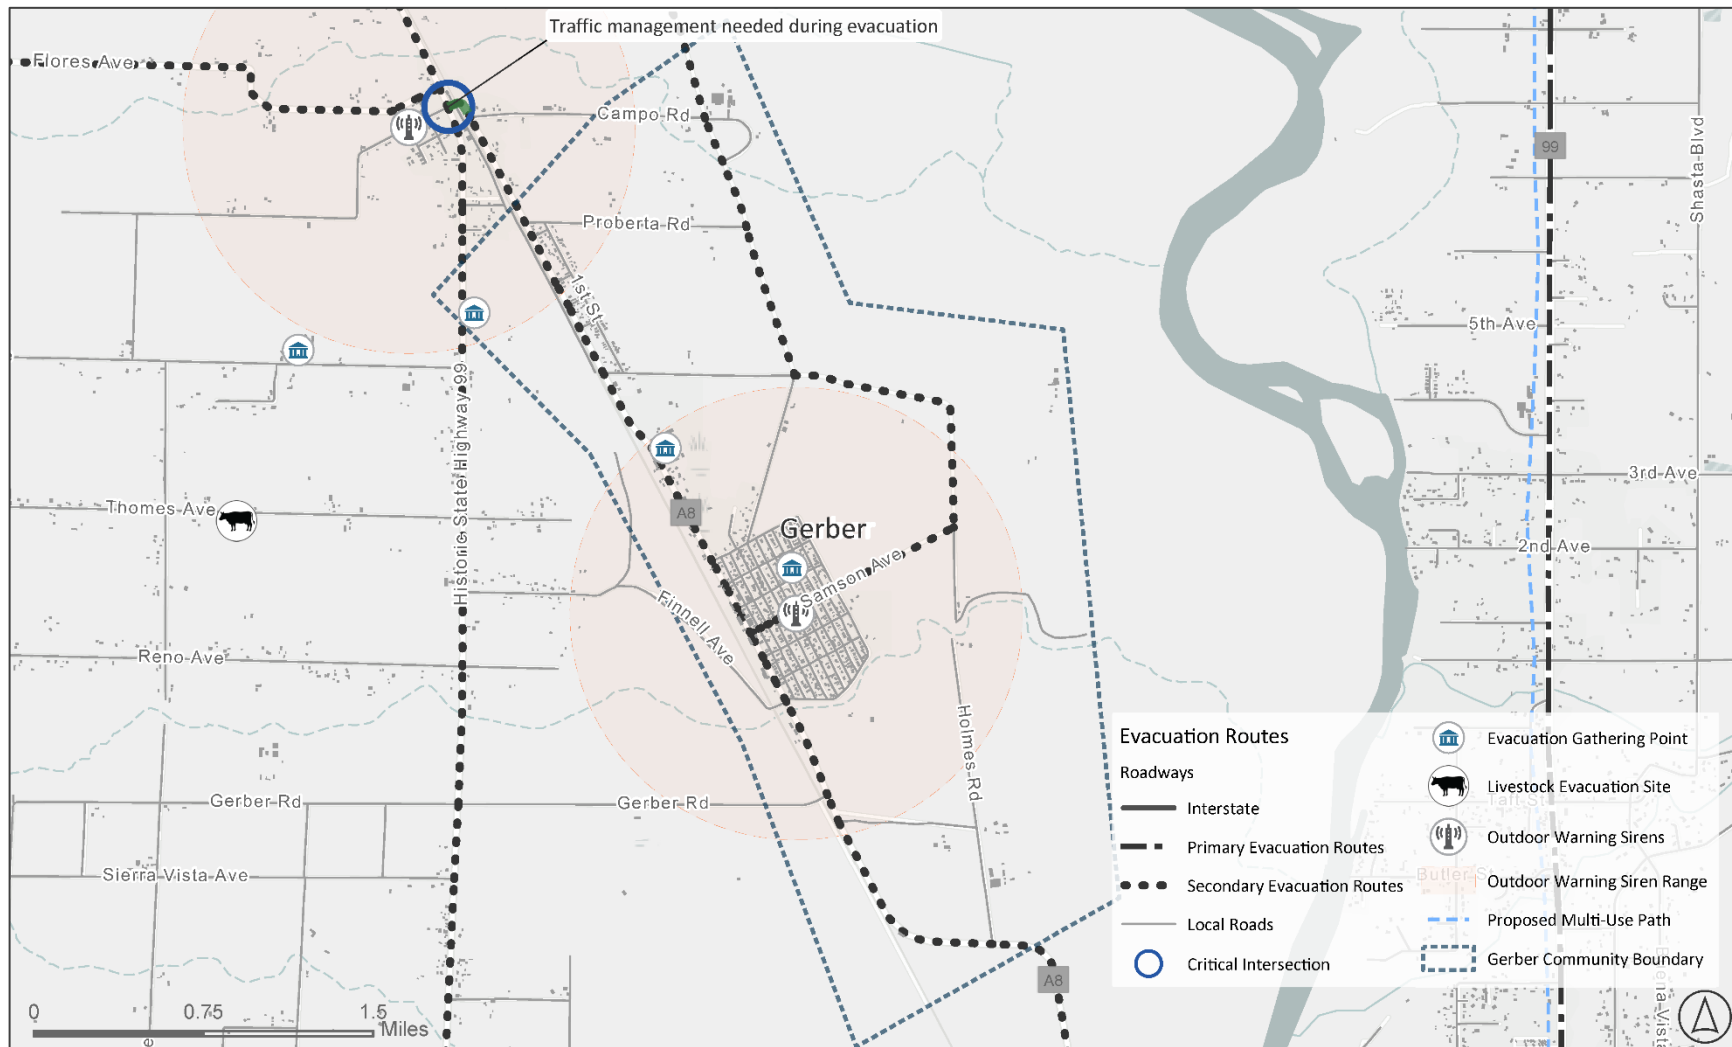 Traffic management needed during evacuation
Flores Ave
Campo Rd
99
Shasta Blvd
Proberta Rd
1st St
5th Ave
Historic State Highway 99
3rd Ave
Thomes Ave
A8
Gerber
2nd Ave
Samson Ave
Finnell Ave
Reno Ave
Holmes Rd
Gerber Rd
Gerber Rd
Sierra Vista Ave
A8
0 0.75 1.5
Miles
e
Evacuation Routes
Roadways
Interstate
Primary Evacuation Routes
Secondary Evacuation Routes
Local Roads
Critical Intersection
Evacuation Gathering Point
Livestock Evacuation Site
Taft St
Outdoor Warning Sirens
Butler St
Outdoor Warning Siren Range
Proposed Multi-Use Path
Gerber Community Boundary